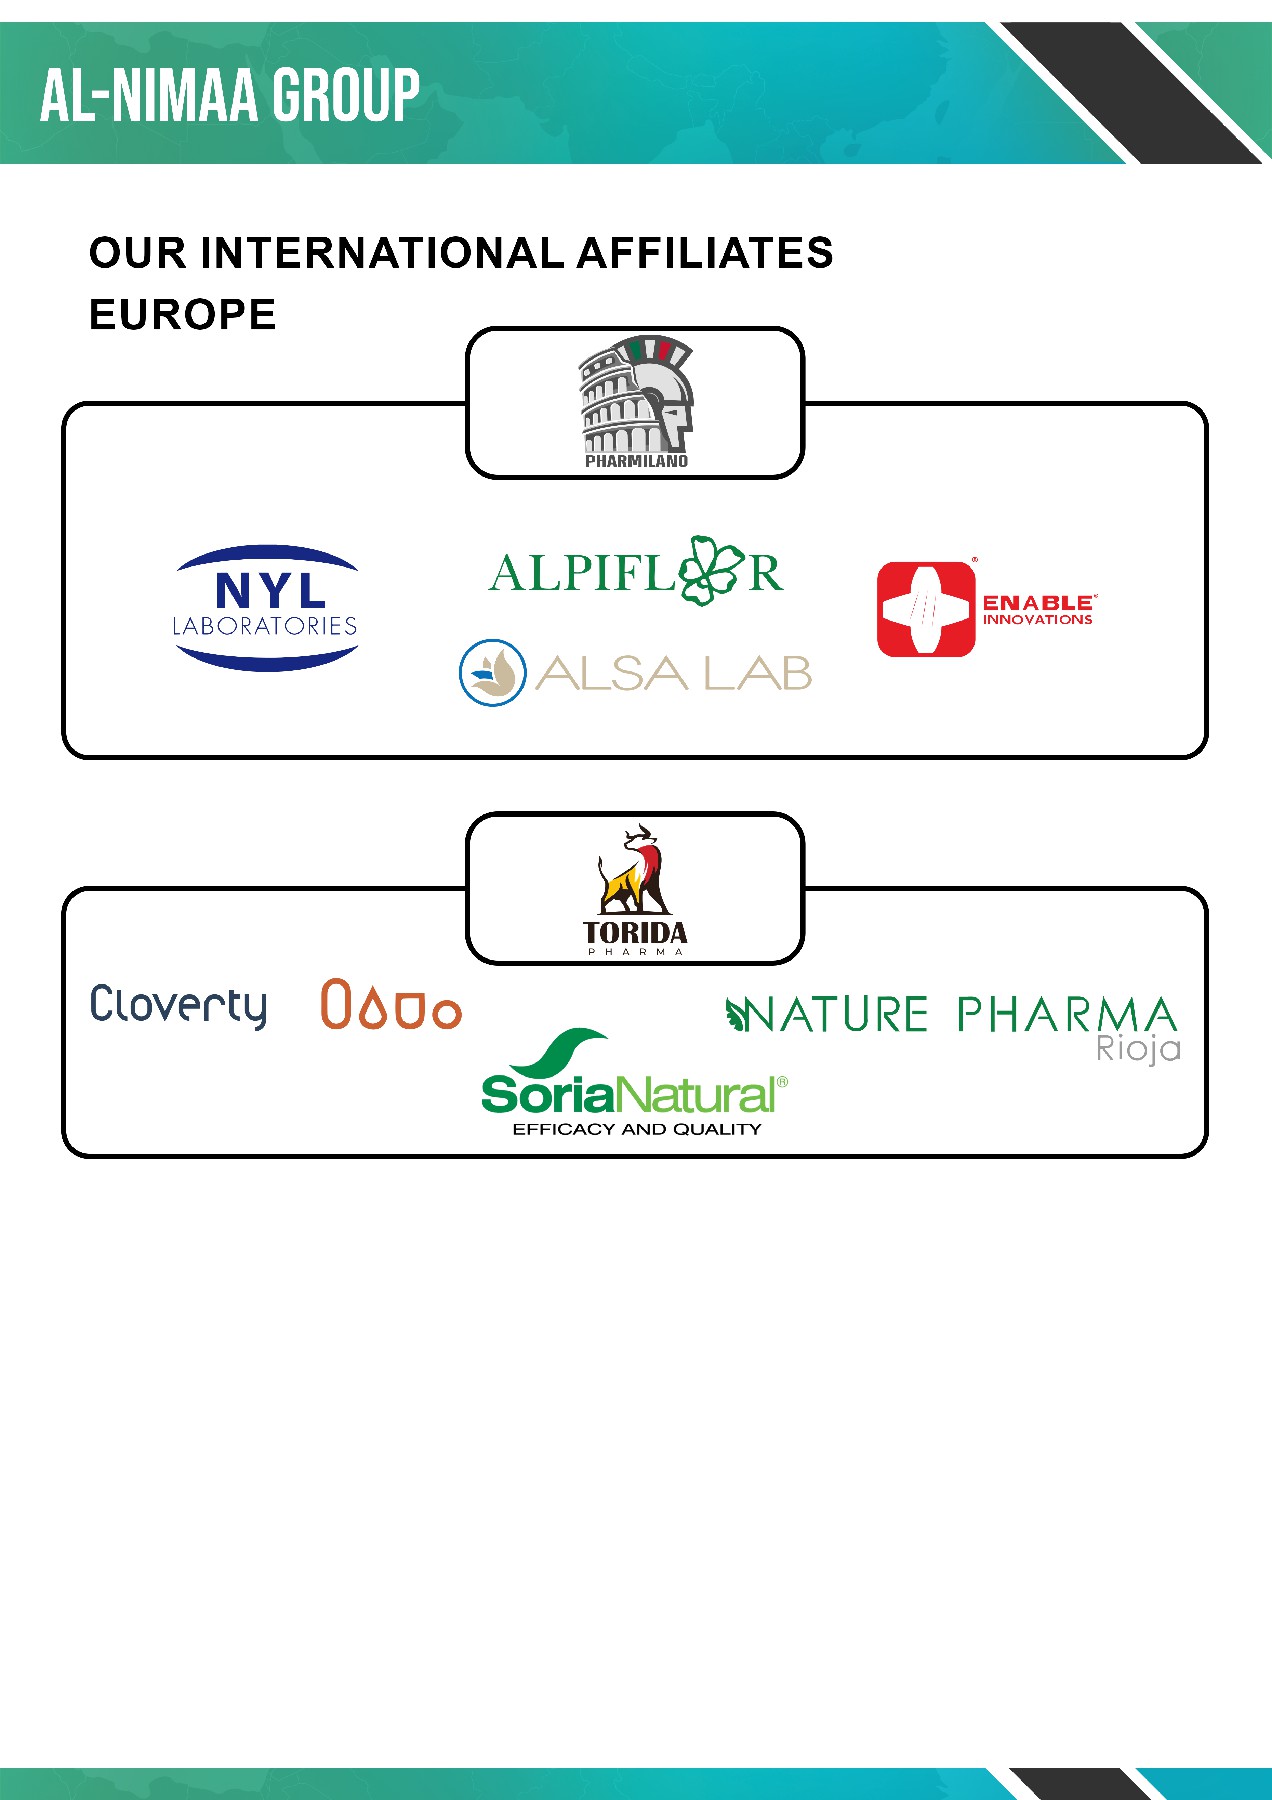 AL-NIMAA GROUP
OUR INTERNATIONAL AFFILIATES
EUROPE
PHARMILANO
NYL
LABORATORIES
ALPIFLOR
ALSA LAB
®
ENABLE®
INNOVATIONS
TORIDA
PHARMA
Cloverty
NATURE PHARMA
Rioja
SoriaNatural®
EFFICACY AND QUALITY